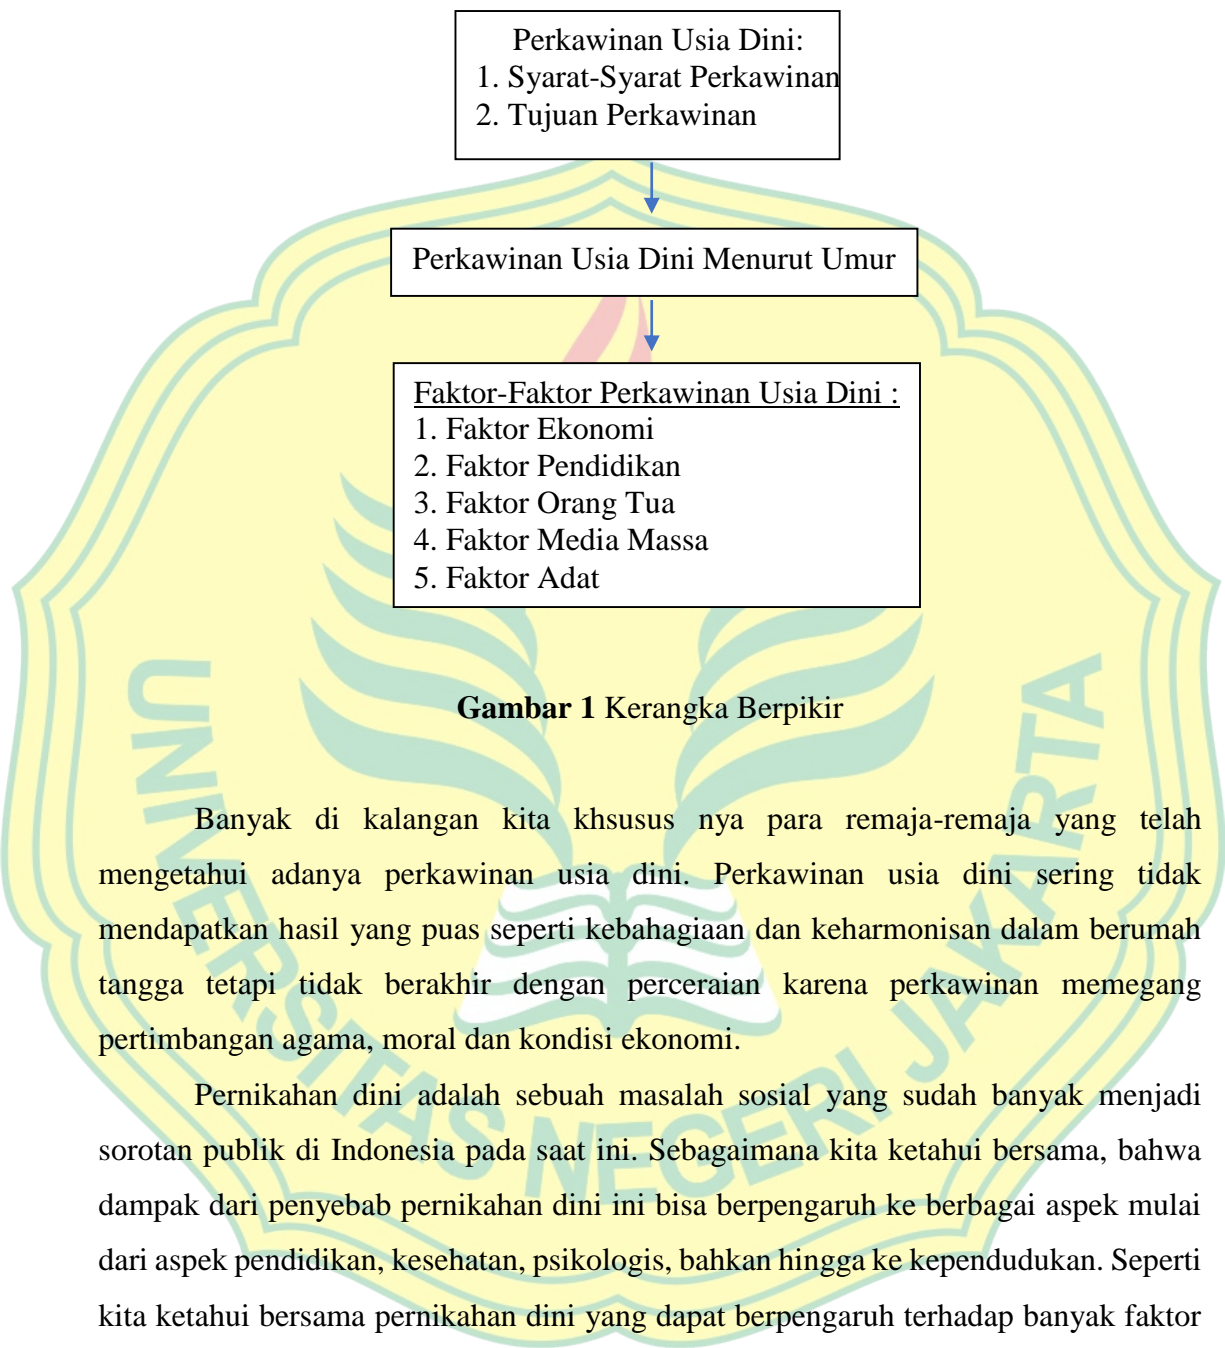 Perkawinan Usia Dini:
1. Syarat-Syarat Perkawinan
2. Tujuan Perkawinan
Perkawinan Usia Dini Menurut Umur
Faktor-Faktor Perkawinan Usia Dini :
1. Faktor Ekonomi
2. Faktor Pendidikan
3. Faktor Orang Tua
4. Faktor Media Massa
5. Faktor Adat
Gambar 1 Kerangka Berpikir
Banyak di kalangan kita khsusus nya para remaja-remaja yang telah
mengetahui adanya perkawinan usia dini. Perkawinan usia dini sering tidak
mendapatkan hasil yang puas seperti kebahagiaan dan keharmonisan dalam berumah
tangga tetapi tidak berakhir dengan perceraian karena perkawinan memegang
pertimbangan agama, moral dan kondisi ekonomi.
Pernikahan dini adalah sebuah masalah sosial yang sudah banyak menjadi
sorotan publik di Indonesia pada saat ini. Sebagaimana kita ketahui bersama, bahwa
dampak dari penyebab pernikahan dini ini bisa berpengaruh ke berbagai aspek mulai
dari aspek pendidikan, kesehatan, psikologis, bahkan hingga ke kependudukan. Seperti
kita ketahui bersama pernikahan dini yang dapat berpengaruh terhadap banyak faktor
UNIVERSITAS NEGERI JAKARTA